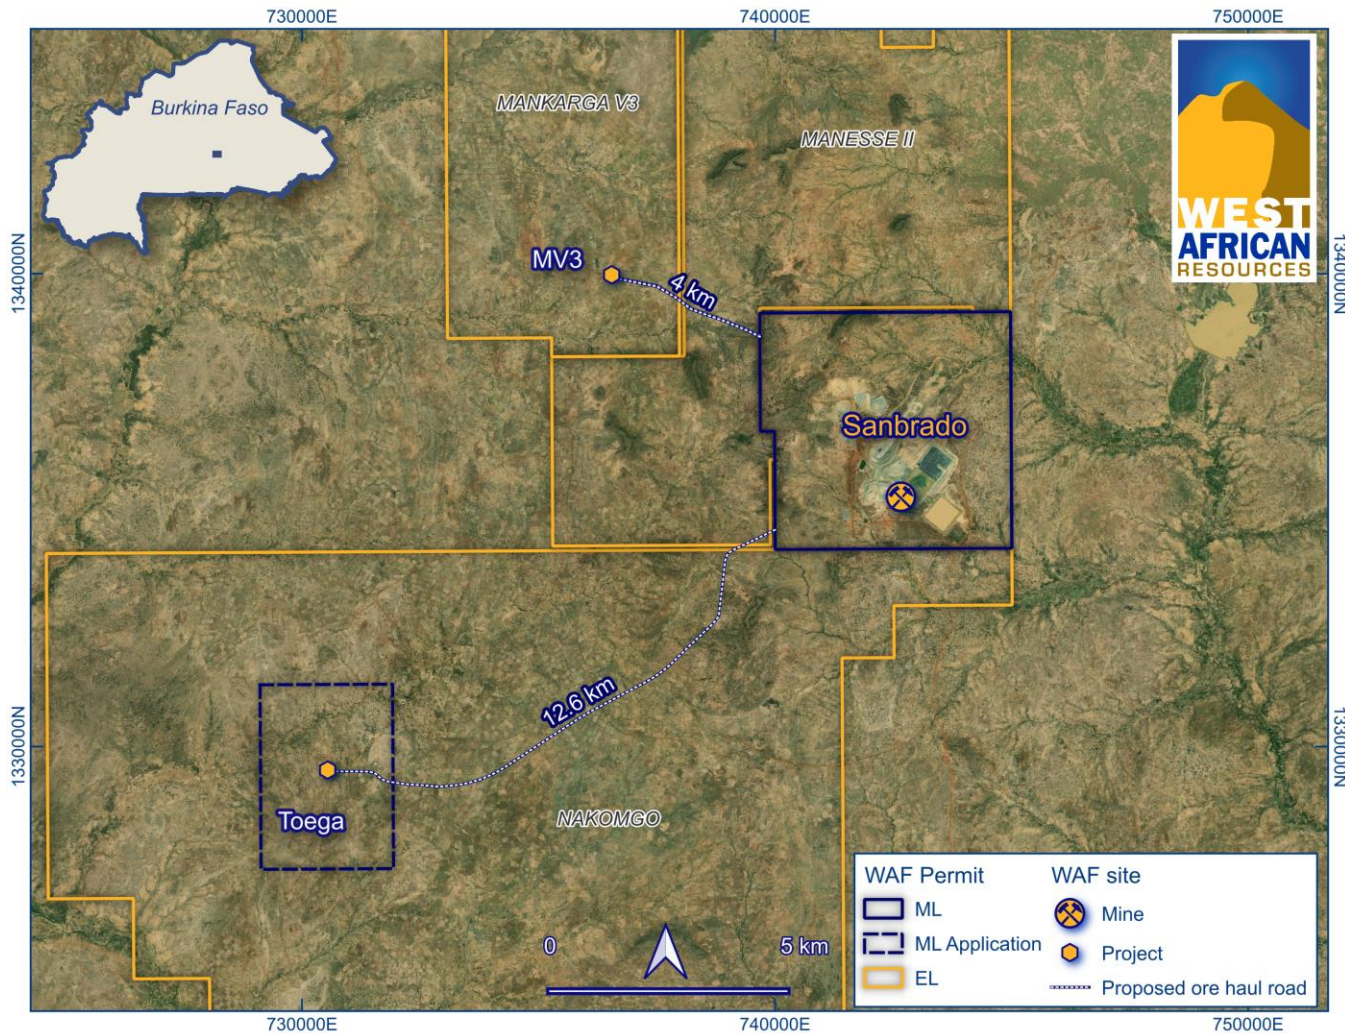 730000E
740000E
750000E
Burkina Faso
MANKARGA V3
MANESSE II
WEST
AFRICAN
RESOURCES
1340000N
1340000N
MV3
4 km
Sanbrado
12.6 km
1330000N
1330000N
Toega
NAKOMGO
0
5 km
WAF Permit
ML
ML Application
EL
WAF site
Mine
Project
Proposed ore haul road
730000E
740000E
750000E